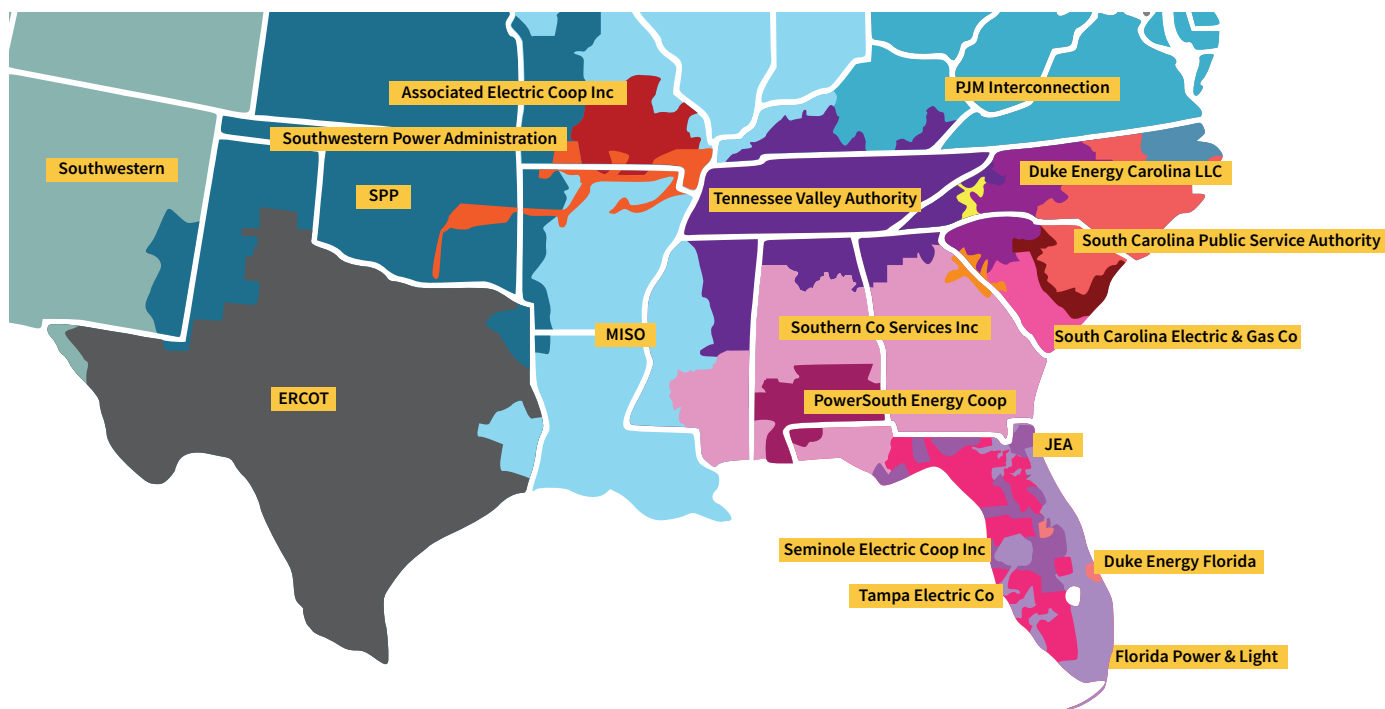 PJM Interconnection
Associated Electric Coop Inc
Southwestern Power Administration
Southwestern
Duke Energy Carolina LLC
SPP
Tennessee Valley Authority
South Carolina Public Service Authority
Southern Co Services Inc
MISO
South Carolina Electric & Gas Co
ERCOT
PowerSouth Energy Coop
JEA
Seminole Electric Coop Inc
Duke Energy Florida
Tampa Electric Co
Florida Power & Light